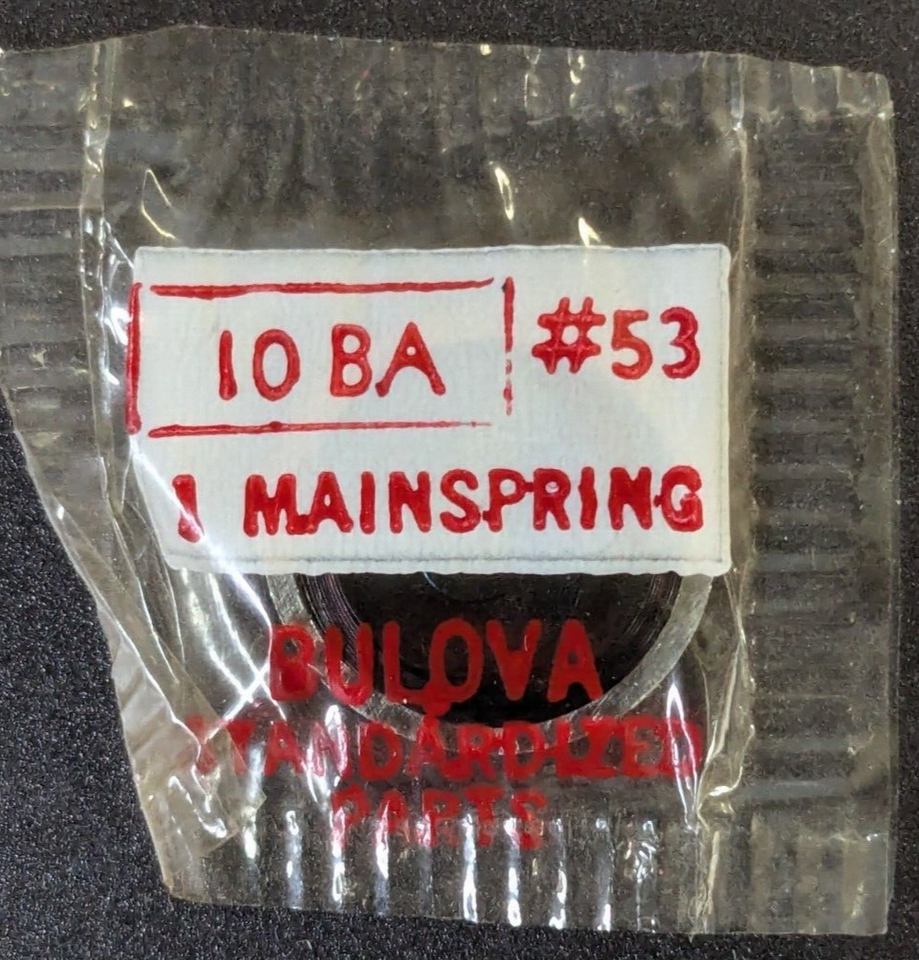 10 BA #53
1 MAINSPRING
BULOVA
STANDARDIZED
PARTS